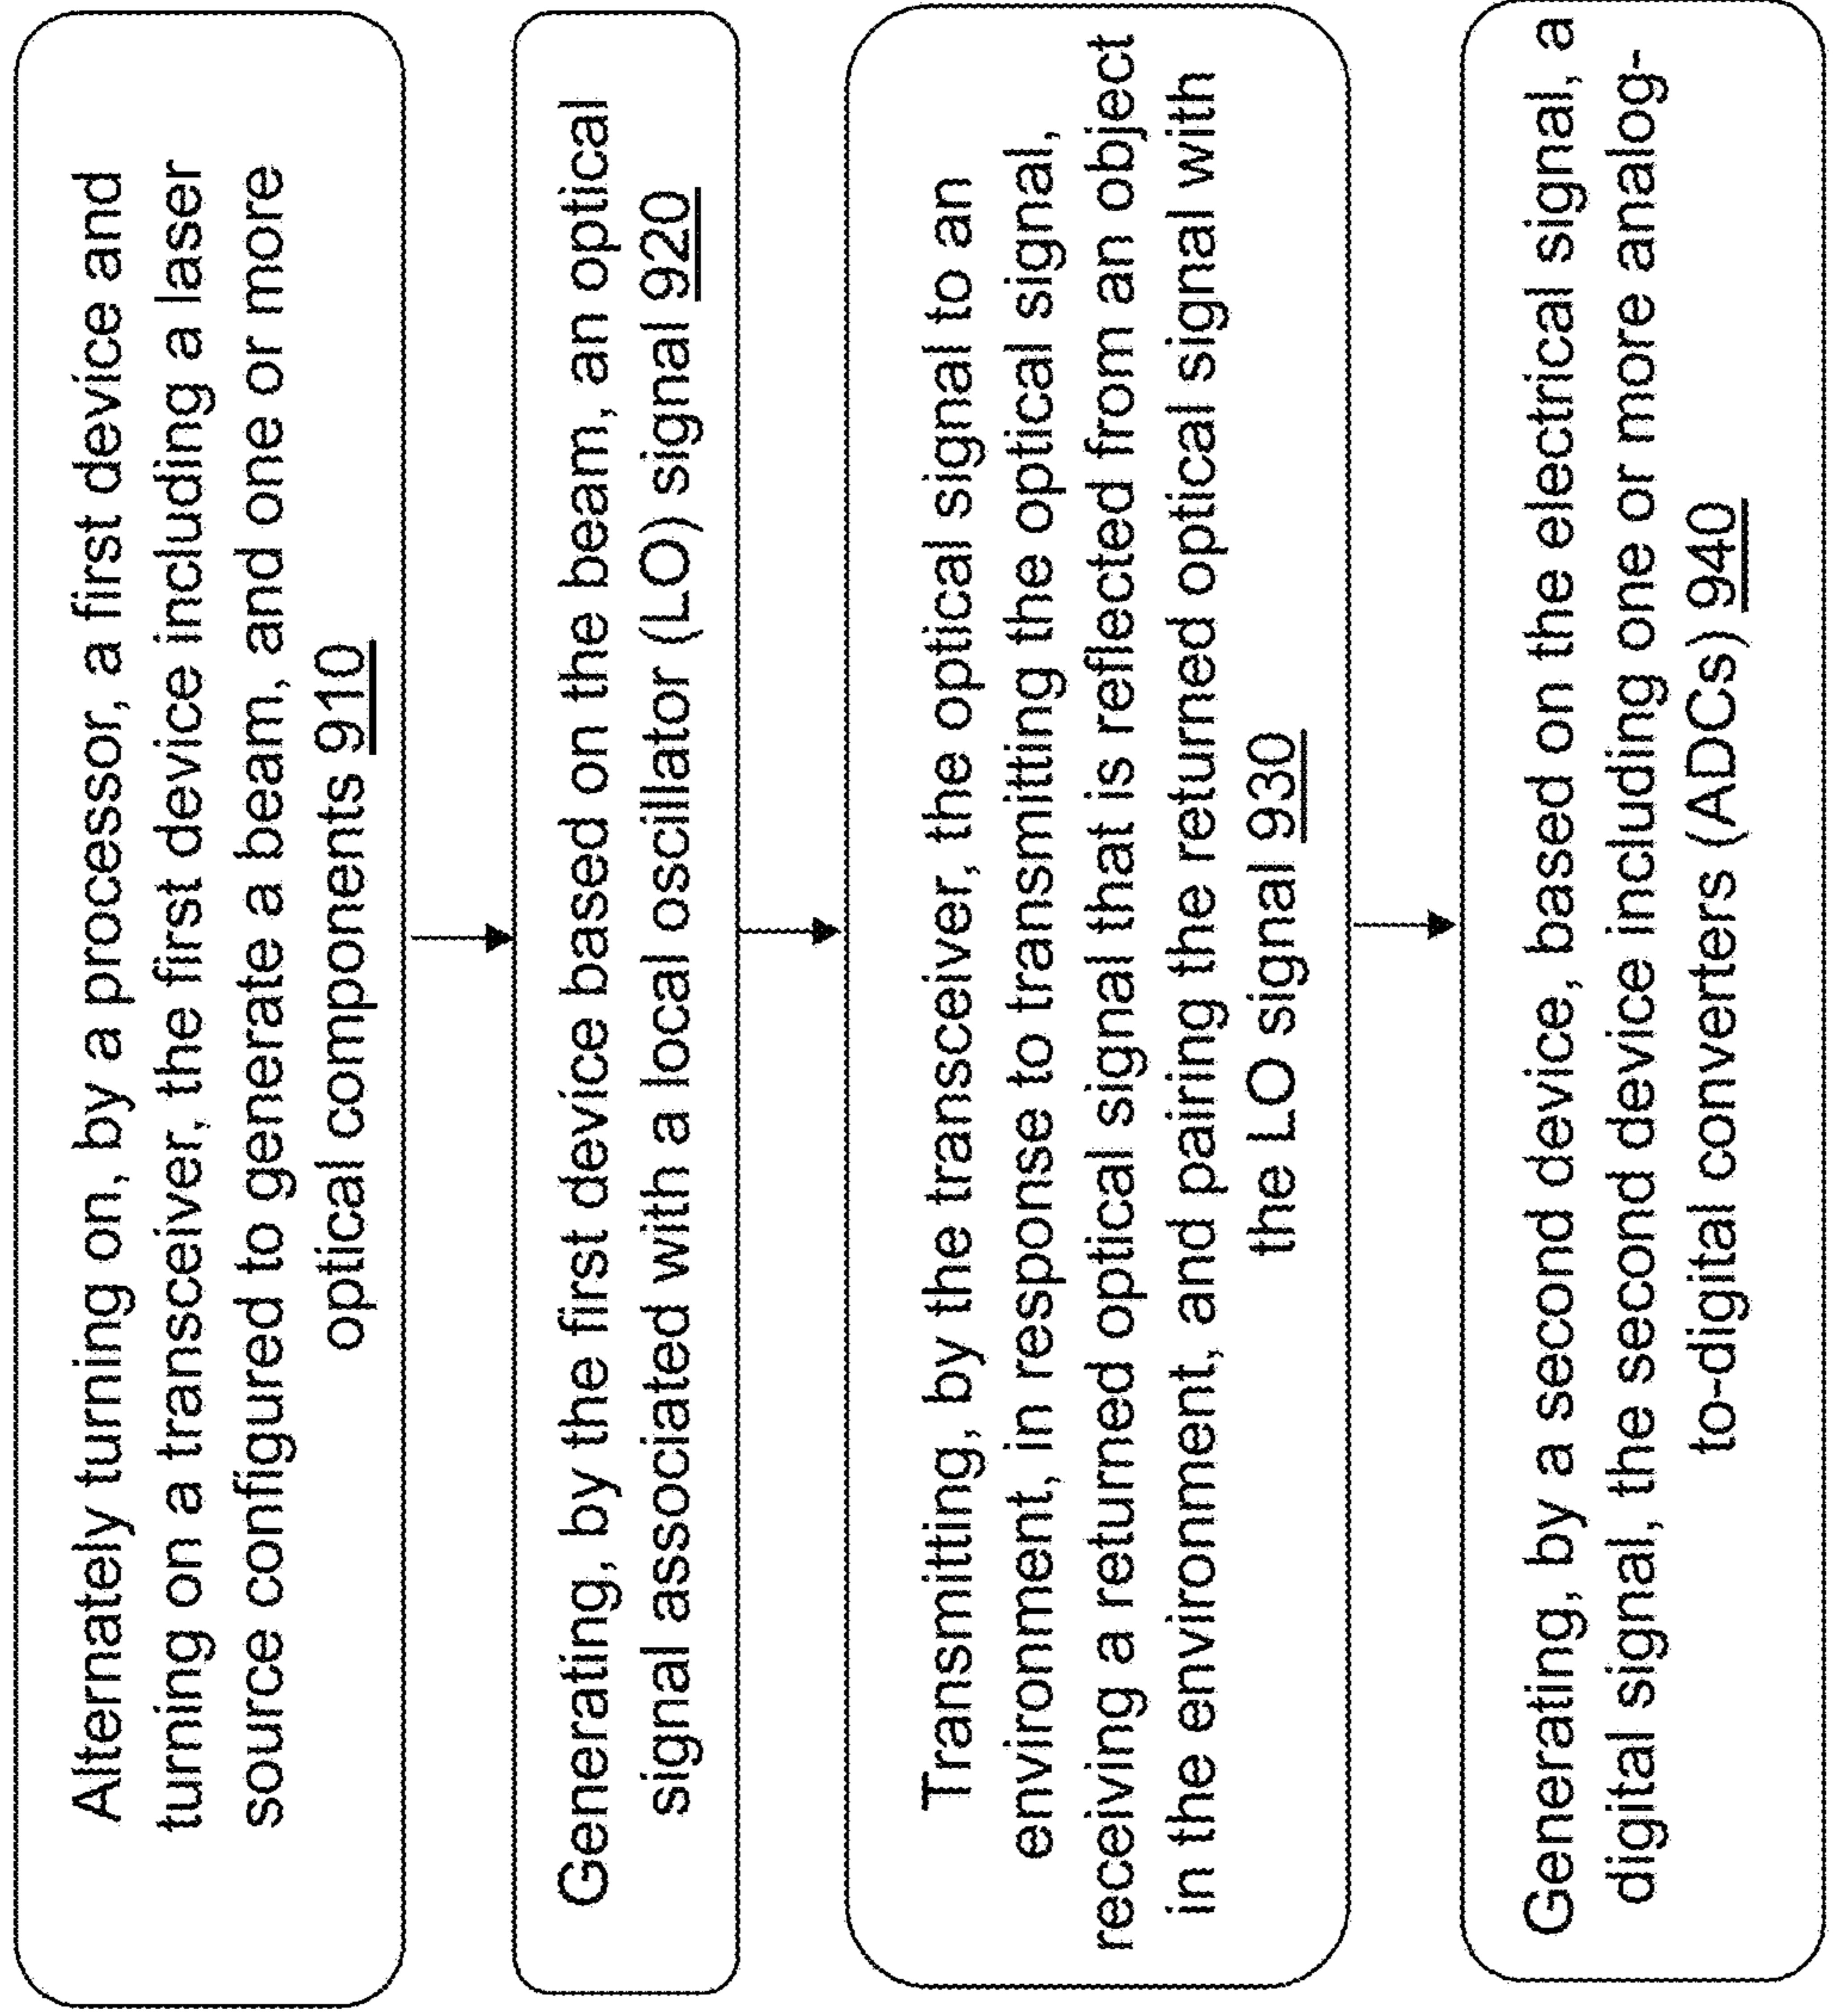 Alternately turning on, by a processor, a first device and
turning on a transceiver, the first device including a laser
source configured to generate a beam, and one or more
optical components 910
Generating, by the first device based on the beam, an optical
signal associated with a local oscillator (LO) signal 920
Transmitting, by the transceiver, the optical signal to an
environment, in response to transmitting the optical signal,
receiving a returned optical signal that is reflected from an object
in the environment, and pairing the returned optical signal with
the LO signal 930
Generating, by a second device, based on the electrical signal, a
digital signal, the second device including one or more analog-
to-digital converters (ADCs) 940